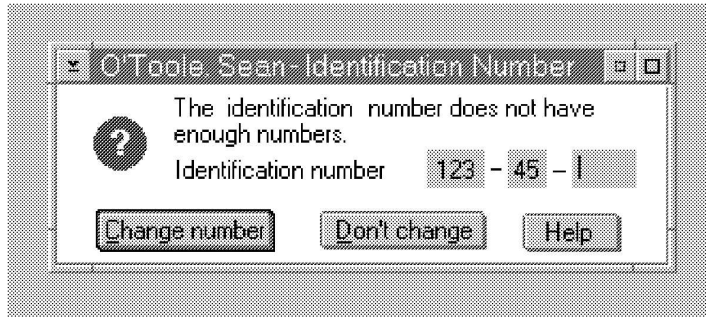 O'Toole, Sean - Identification Number
The identification number does not have
enough numbers.
Identification number 123 - 45 -
Change number Don't change Help